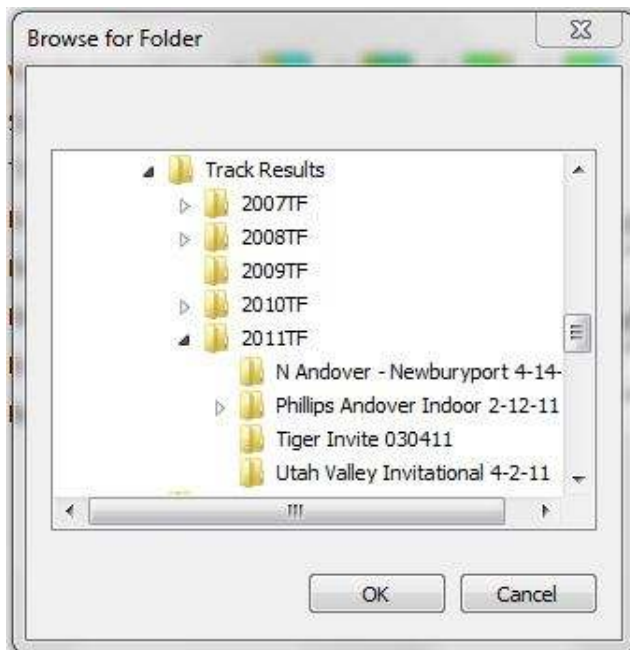 Browse for Folder
Track Results
2007TF
2008TF
2009TF
2010TF
2011TF
N Andover - Newburyport 4-14-
Phillips Andover Indoor 2-12-11
Tiger Invite 030411
Utah Valley Invitational 4-2-11
OK
Cancel